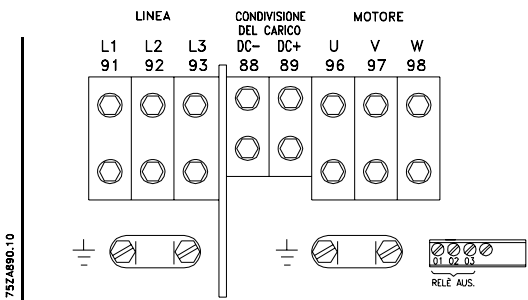 LINEA
CONDIVISIONE
DEL CARICO
MOTORE
L1 L2 L3 DC- DC+ U V W
91 92 93 88 89 96 97 98
01 02 03
RELÈ AUS.
75ZA890.10